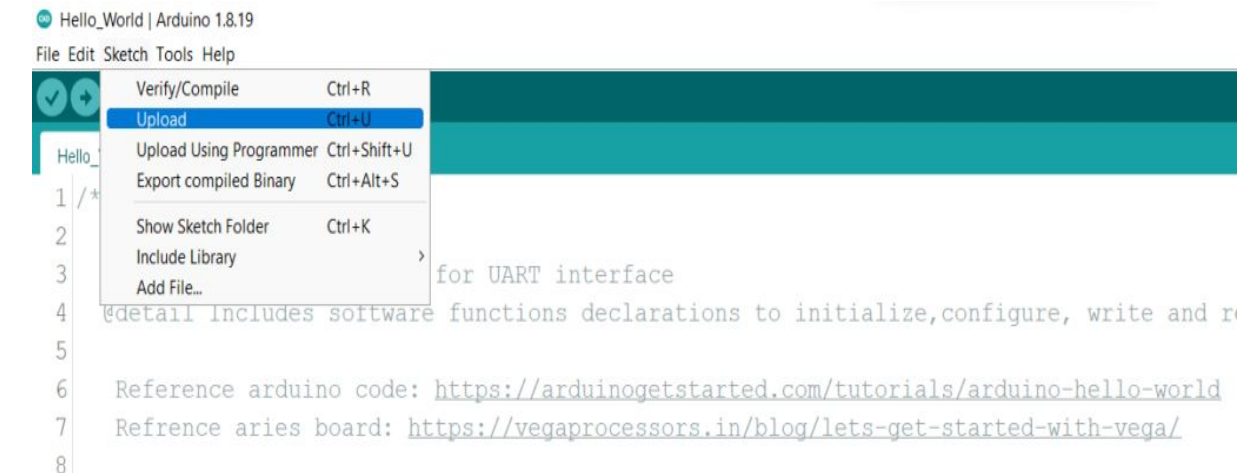 Hello_World | Arduino 1.8.19
File Edit Sketch Tools Help
Verify/Compile Ctrl+R
Upload Ctrl+U
Upload Using Programmer Ctrl+Shift+U
Export compiled Binary Ctrl+Alt+S
Show Sketch Folder Ctrl+K
Include Library >
Add File...
Hello_
1 /*
2
3 for UART interface
4 @detail Includes software functions declarations to initialize,configure, write and
5
6 Reference arduino code: https://arduinogetstarted.com/tutorials/arduino-hello-world
7 Refrence aries board: https://vegaprocessors.in/blog/lets-get-started-with-vega/
8